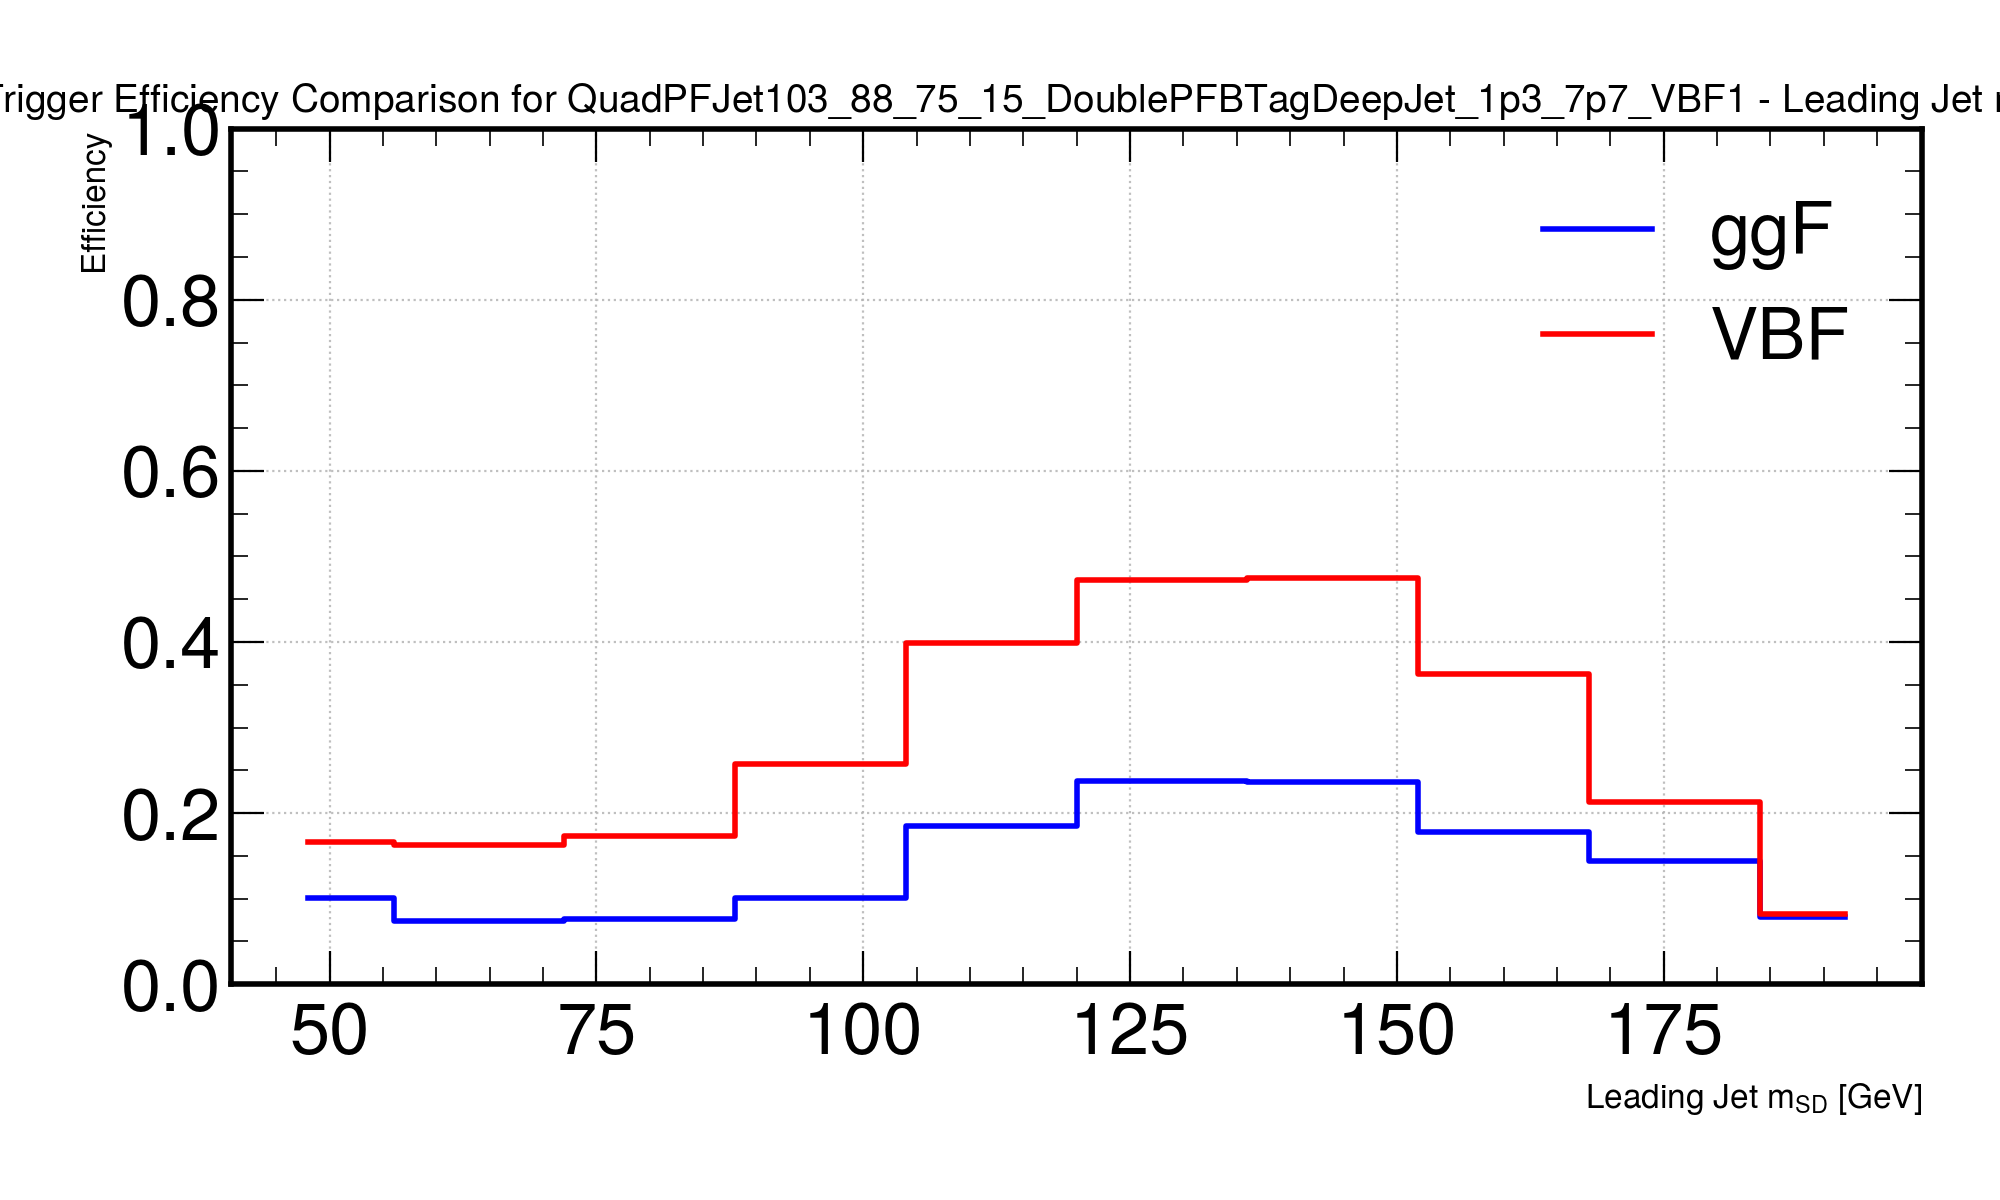 Efficiency Comparison for QuadPFJet103_88_75_15_DoublePFBTagDeepJet_1p3_7p7_VBF1 - Leading Jet
Efficiency
1.0
0.8
0.6
0.4
0.2
0.0
ggF
VBF
50 75 100 125 150 175
Leading Jet mSD [GeV]